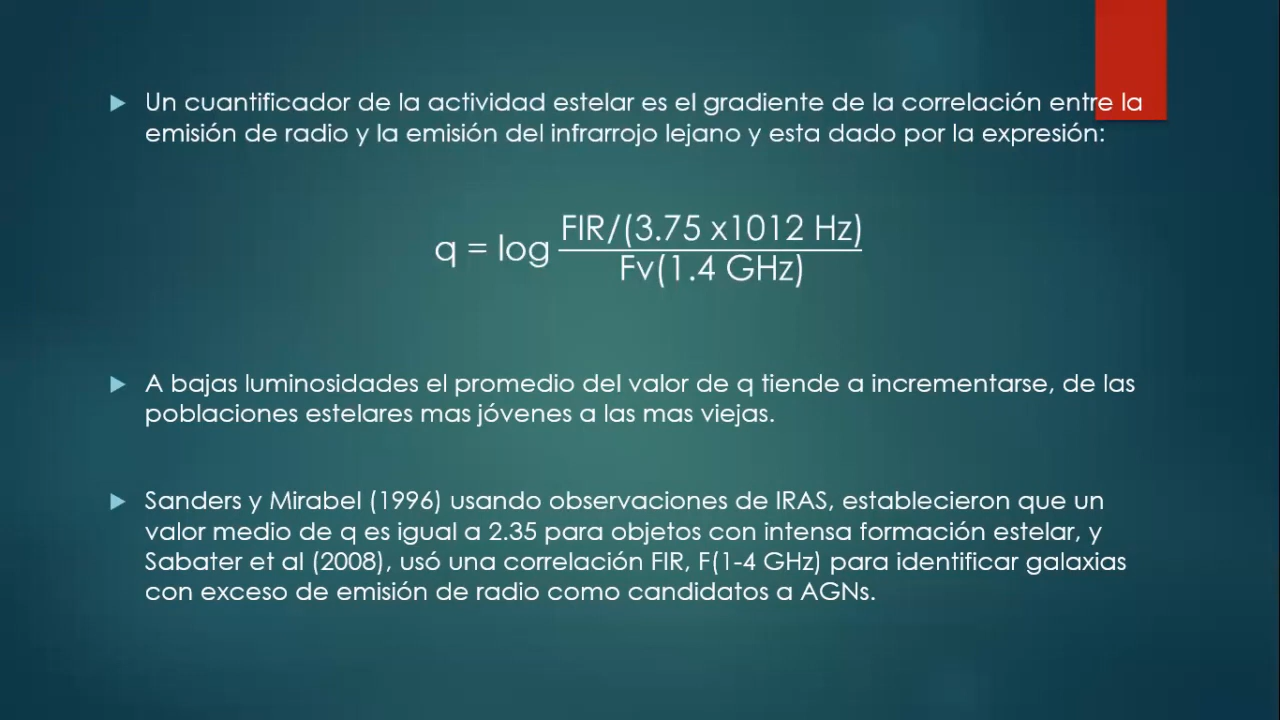 Un cuantificador de la actividad estelar es el gradiente de la correlación entre la
emisión de radio y la emisión del infrarrojo lejano y esta dado por la expresión:
q = log FIR/(3.75 x1012 Hz)
Fv(1.4 GHz)
A bajas luminosidades el promedio del valor de q tiende a incrementarse, de las
poblaciones estelares mas jóvenes a las mas viejas.
Sanders y Mirabel (1996) usando observaciones de IRAS, establecieron que un
valor medio de q es igual a 2.35 para objetos con intensa formación estelar, y
Sabater et al (2008), usó una correlación FIR, F(1-4 GHz) para identificar galaxias
con exceso de emisión de radio como candidatos a AGNs.